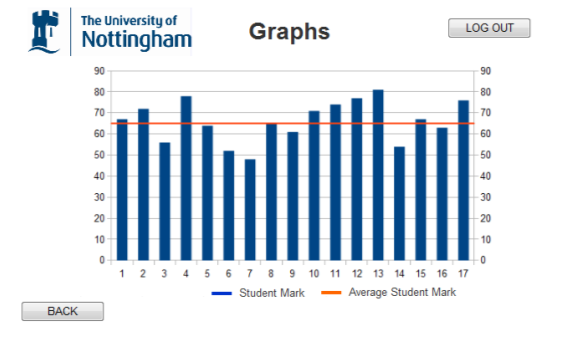 The University of
Nottingham
Graphs
LOG OUT
90 90
80 80
70 70
60 60
50 50
40 40
30 30
20 20
10 10
0 0
1 2 3 4 5 6 7 8 9 10 11 12 13 14 15 16 17
Student Mark Average Student Mark
BACK